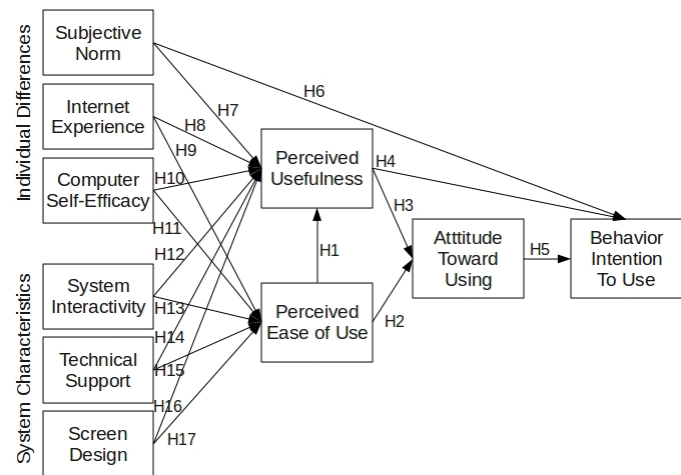 Individual Differences
Subjective
Norm
Internet
Experience
Computer
Self-Efficacy
System Characteristics
System
Interactivity
Technical
Support
Screen
Design
H6
H7
H8
H9
H10
H11
H12
H13
H14
H15
H16
H17
Perceived
Usefulness
H1
Perceived
Ease of Use
H4
H3
H2
Atttitude
Toward
Using
H5
Behavior
Intention
To Use